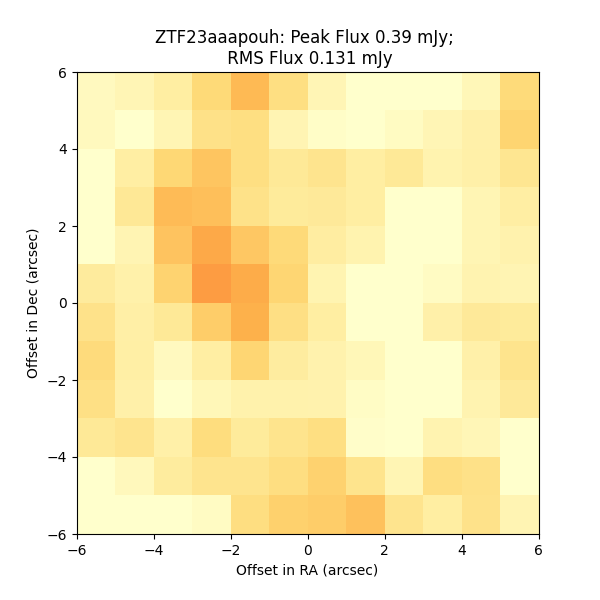 ZTF23aaapouh: Peak Flux 0.39 mJy;
RMS Flux 0.131 mJy
6
4
2
0
−2
−4
−6
Offset in Dec (arcsec)
−6 −4 −2 0 2 4 6
Offset in RA (arcsec)